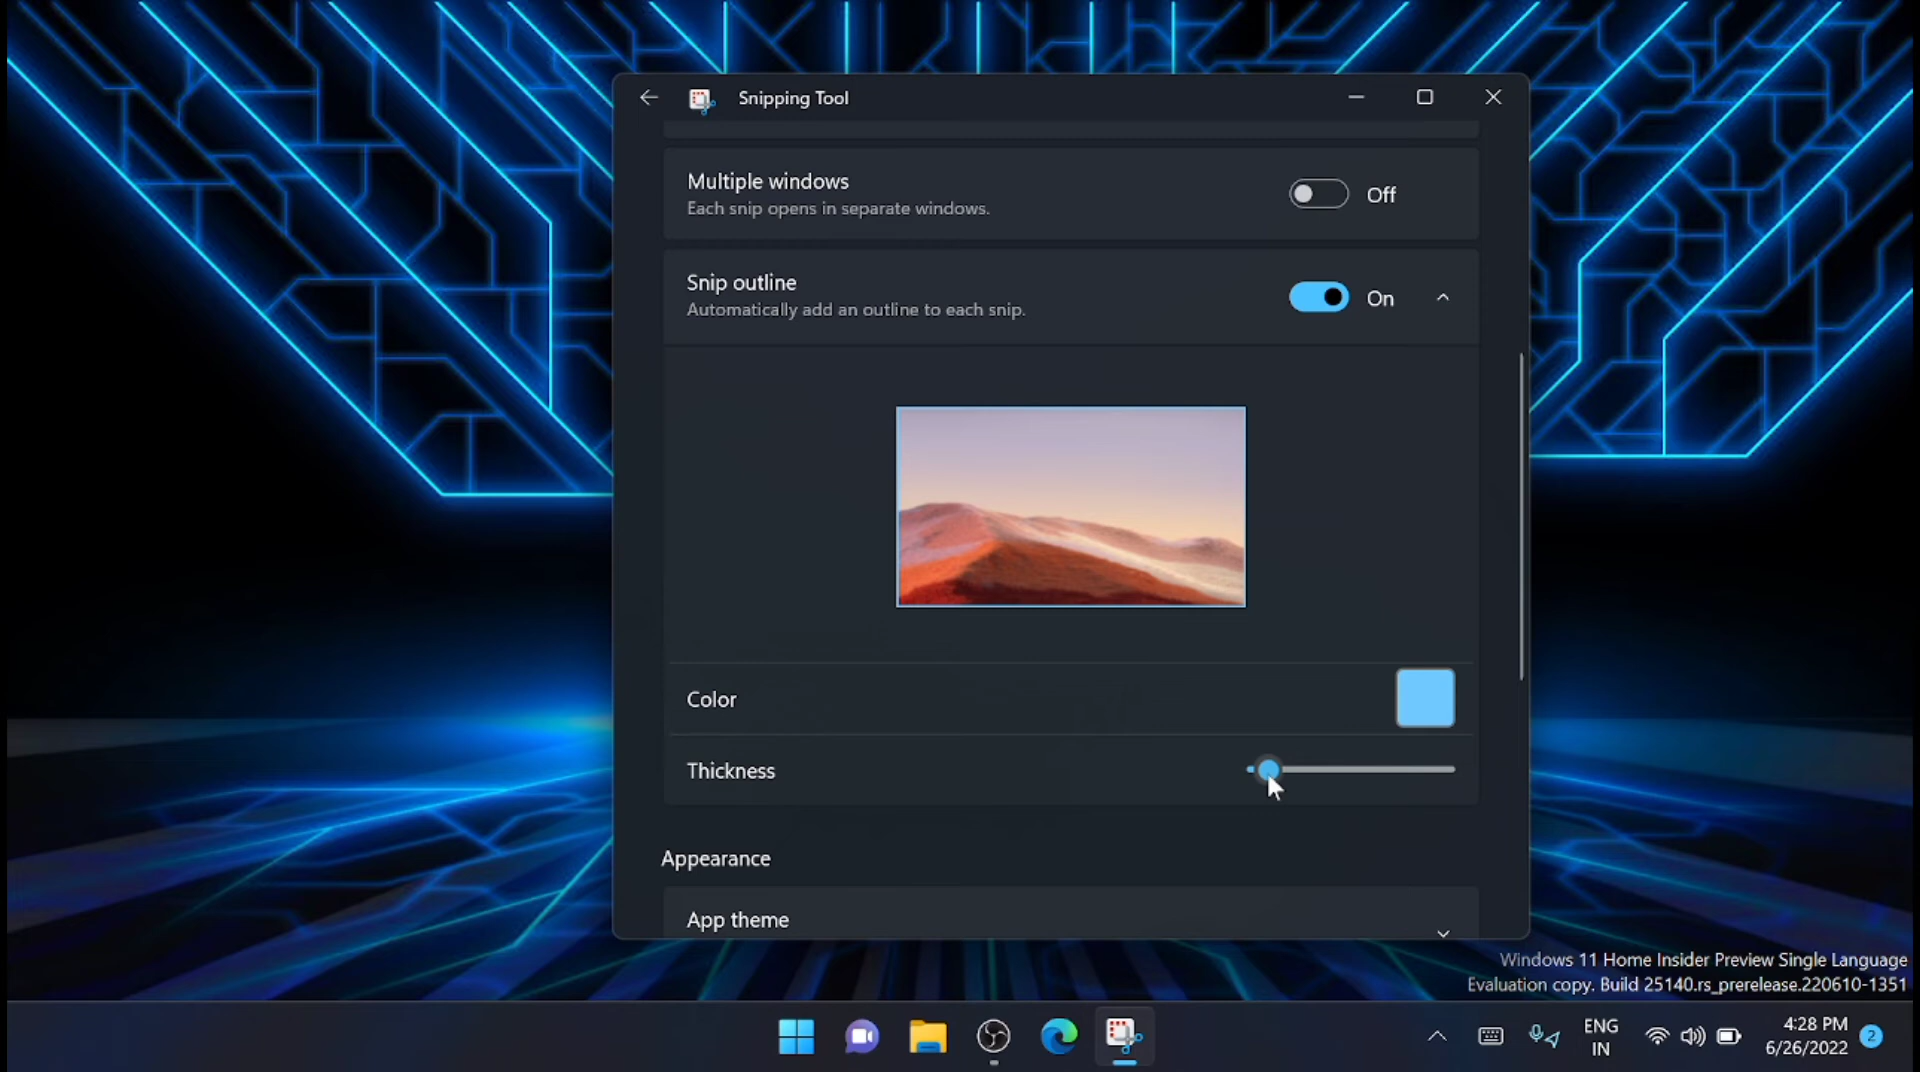 Snipping Tool
Multiple windows
Each snip opens in separate windows.
Off
Snip outline
Automatically add an outline to each snip.
On
Color
Thickness
Appearance
App theme
Windows 11 Home Insider Preview Single Language
Evaluation copy. Build 25140.rs_prerelease.220610-1351
ENG
IN
4:28 PM
6/26/2022
2